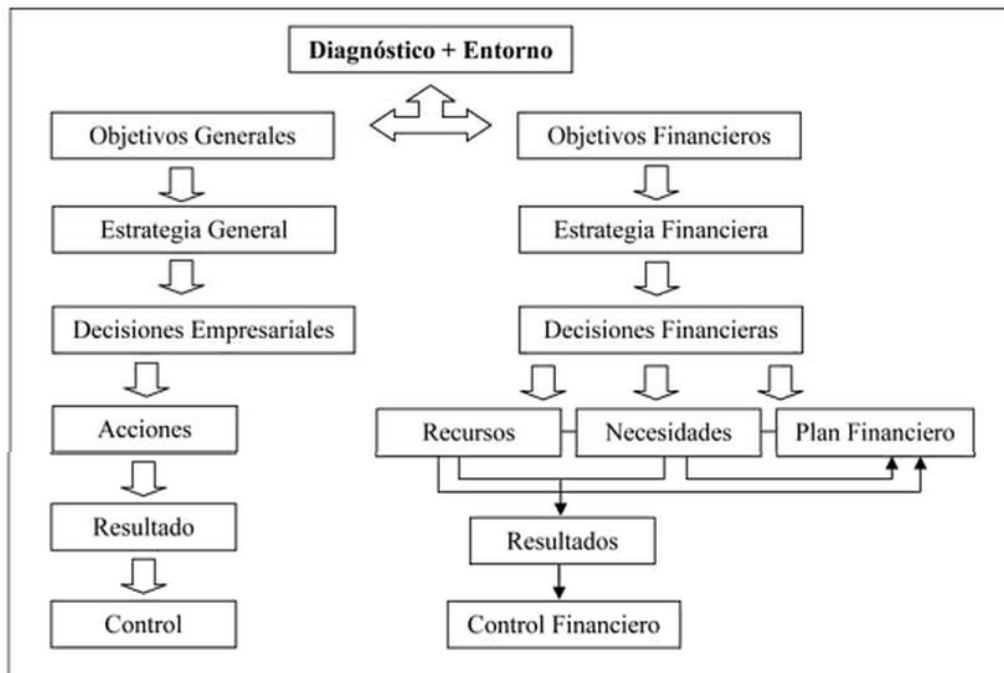 Diagnóstico + Entorno
Objetivos Generales
Objetivos Financieros
Estrategia General
Estrategia Financiera
Decisiones Empresariales
Decisiones Financieras
Acciones
Recursos
Necesidades
Plan Financiero
Resultado
Resultados
Control
Control Financiero